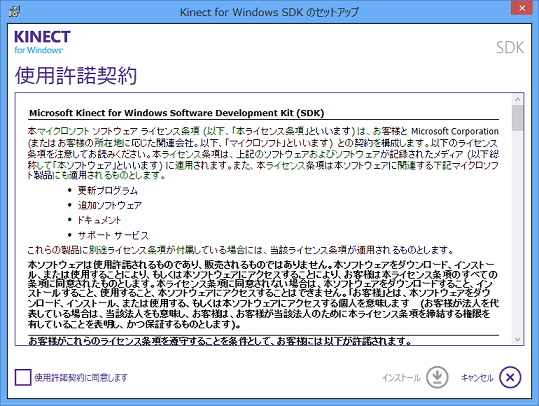 Kinect for Windows SDK のセットアップ
KINECT
for Windows
SDK
使用許諾契約
Microsoft Kinect for Windows Software Development Kit (SDK)
本マイクロソフト ソフトウェア ライセンス条項 (以下、「本ライセンス条項」といいます) は、お客様と Microsoft Corporation
(またはお客様の所在地に応じた関連会社。以下、「マイクロソフト」といいます) との契約を構成します。以下のライセンス
条項を注意してお読みください。本ライセンス条項は、上記のソフトウェアおよびソフトウェアが記録されたメディア (以下総
称して「本ソフトウェア」といいます) に適用されます。また、本ライセンス条項は本ソフトウェアに関連する下記マイクロソフ
ト製品にも適用されるものとします。
• 更新プログラム
• 追加ソフトウェア
• ドキュメント
• サポート サービス
これらの製品に別途ライセンス条項が付属している場合には、当該ライセンス条項が適用されるものとします。
本ソフトウェアは使用許諾されるものであり、販売されるものではありません。本ソフトウェアをダウンロード、インストー
ル、または使用することにより、もしくは本ソフトウェアにアクセスすることにより、お客様は本ライセンス条項のすべての
条項に同意されたものとします。本ライセンス条項に同意されない場合は、本ソフトウェアをダウンロードすること、イン
ストールすること、使用すること、本ソフトウェアにアクセスすることはできません。「お客様」とは、本ソフトウェアをダウ
ンロード、インストール、または使用する、もしくは本ソフトウェアにアクセスする個人を意味します　(お客様が法人を代
表している場合は、当該法人をも意味し、お客様は、お客様が当該法人のために本ライセンス条項を締結する権限を
有していることを表明し、かつ保証するものとします)。
お客様がこれらのライセンス条項を遵守することを条件として、お客様には以下が許諾されます。
使用許諾契約に同意します
インストール
キャンセル